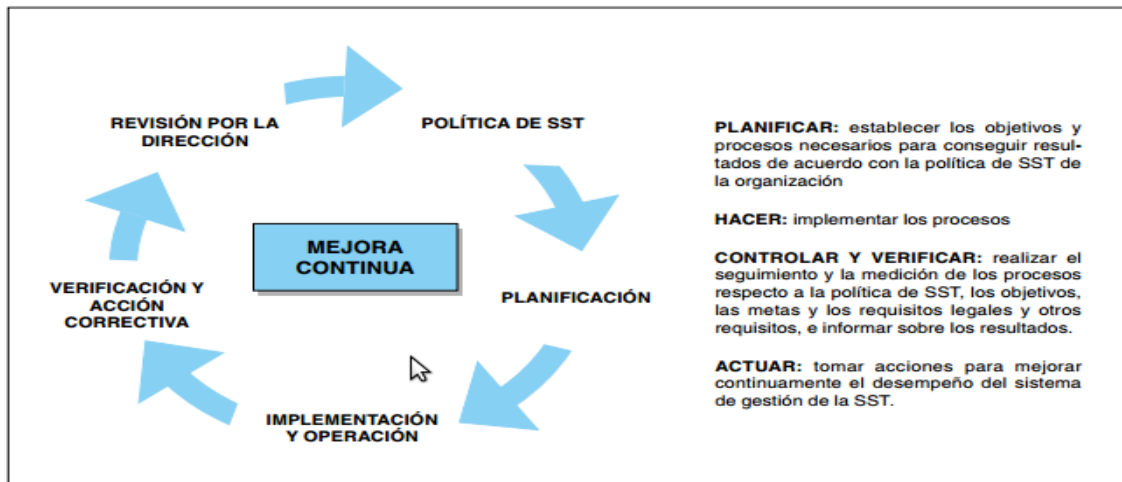 REVISIÓN POR LA
DIRECCIÓN
POLÍTICA DE SST
MEJORA
CONTINUA
PLANIFICACIÓN
VERIFICACIÓN Y
ACCIÓN
CORRECTIVA
IMPLEMENTACIÓN
Y OPERACIÓN
PLANIFICAR: establecer los objetivos y
procesos necesarios para conseguir resul-
tados de acuerdo con la política de SST de
la organización
HACER: implementar los procesos
CONTROLAR Y VERIFICAR: realizar el
seguimiento y la medición de los procesos
respecto a la política de SST, los objetivos,
las metas y los requisitos legales y otros
requisitos, e informar sobre los resultados.
ACTUAR: tomar acciones para mejorar
continuamente el desempeño del sistema
de gestión de la SST.